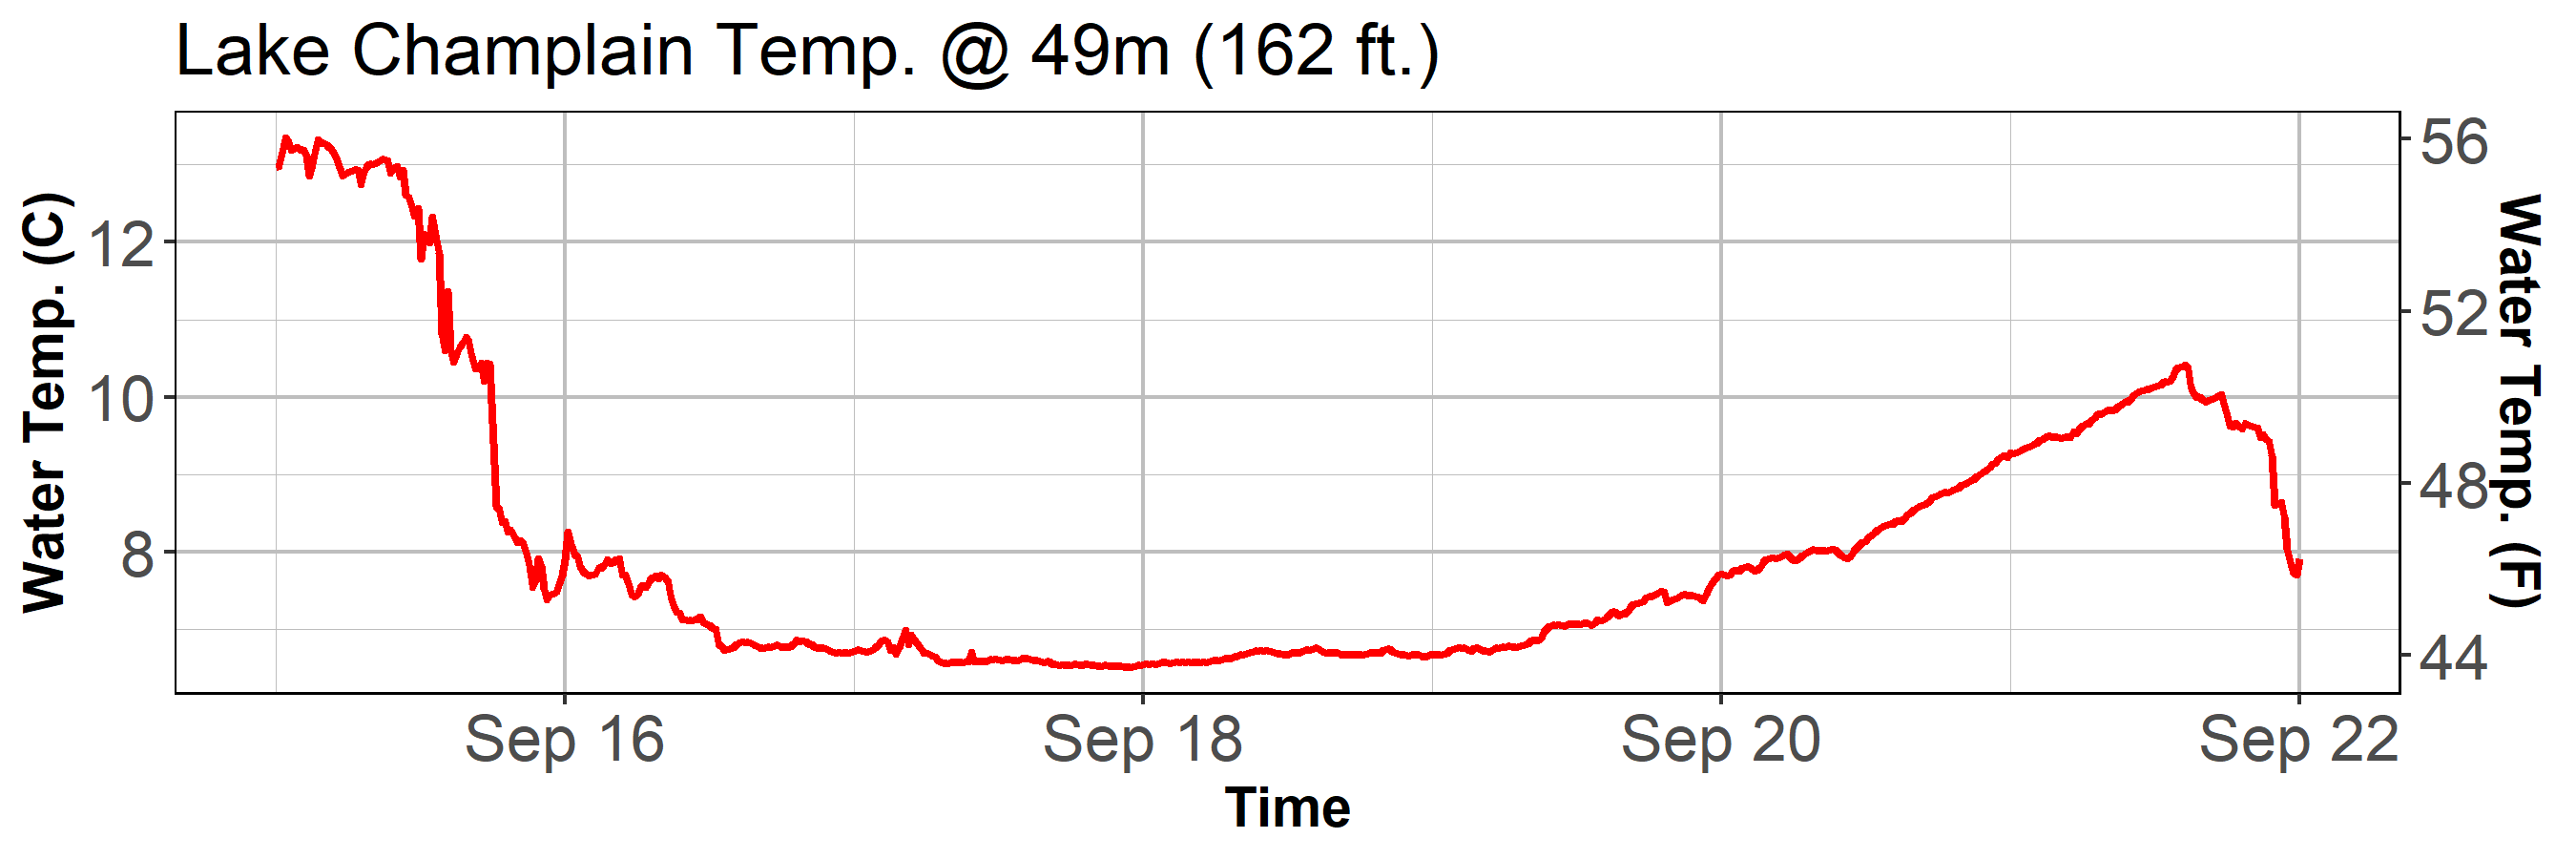 Lake Champlain Temp. @ 49m (162 ft.)
Water Temp. (C)
12
10
8
56
52
48
44
Water Temp. (F)
Sep 16 Sep 18 Sep 20 Sep 22
Time